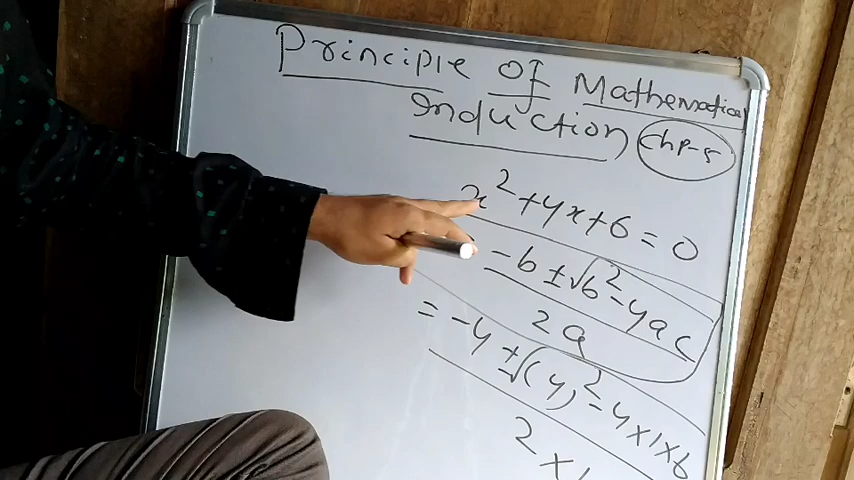 Principle Of Mathematical
Induction Chp-5
x² + 4x + 6 = 0
-b ± √b² - 4ac
2a
= -4 ± √(4)² - 4×1×6
2×1